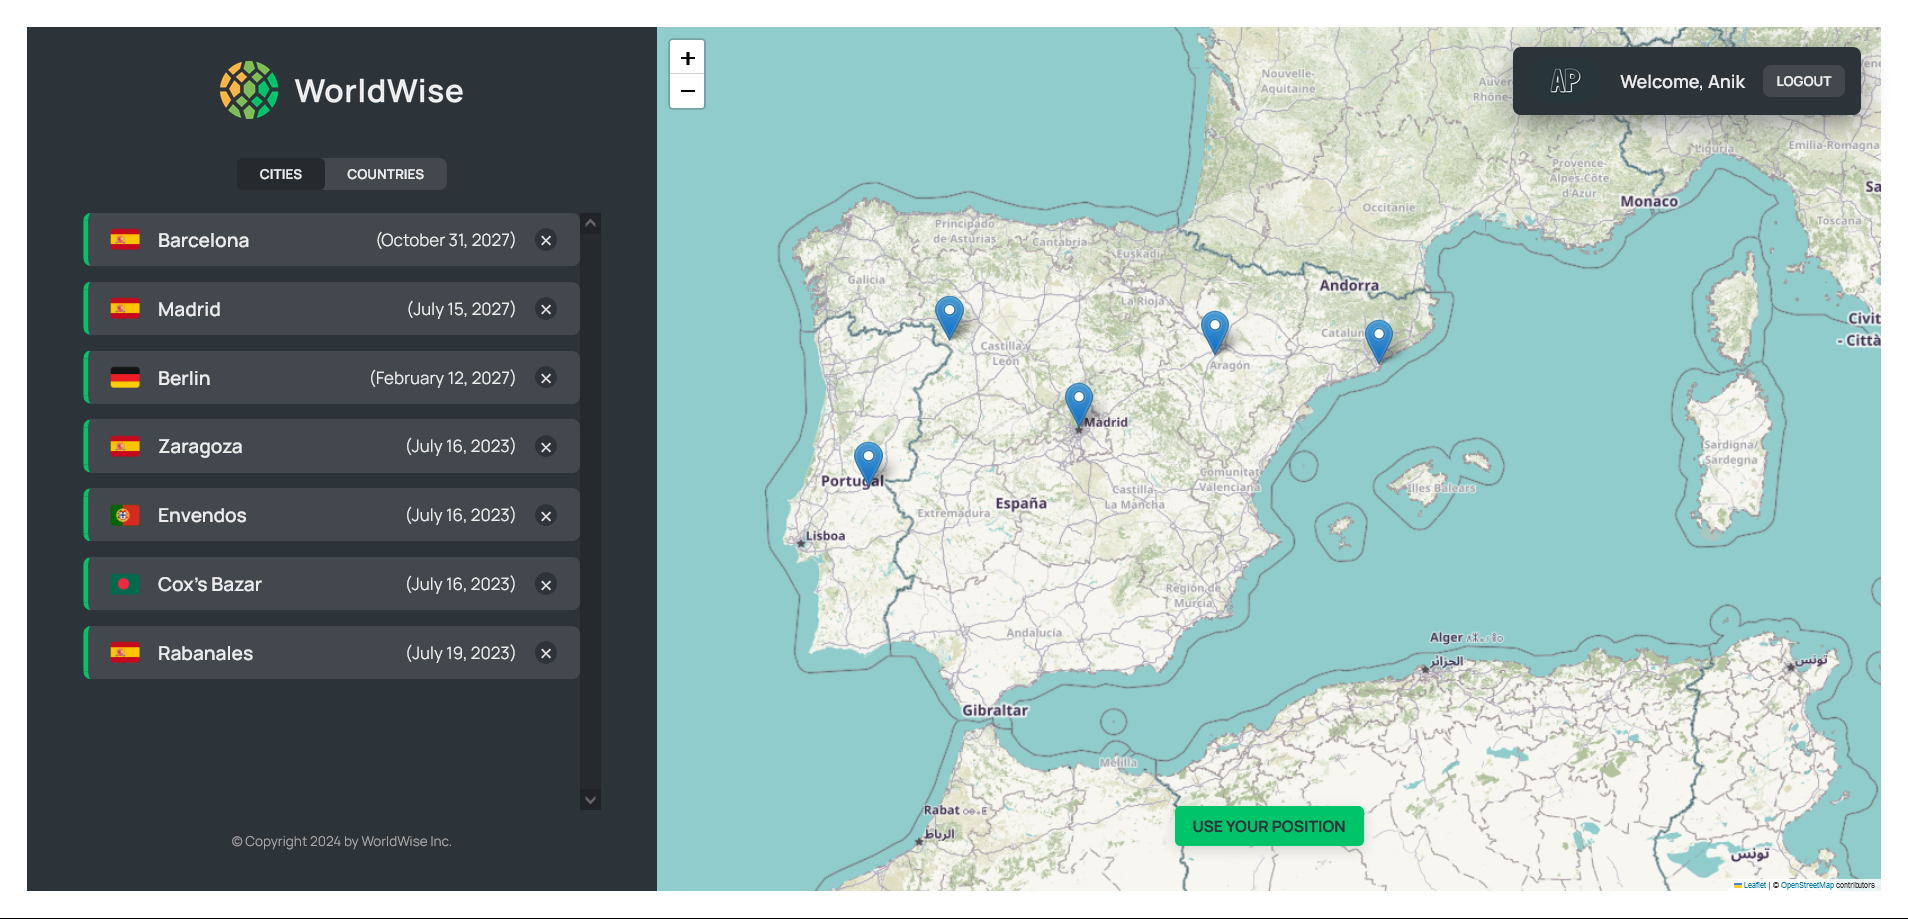 WorldWise
CITIES COUNTRIES
Barcelona (October 31, 2027) ×
Madrid (July 15, 2027) ×
Berlin (February 12, 2027) ×
Zaragoza (July 16, 2023) ×
Envendos (July 16, 2023) ×
Cox's Bazar (July 16, 2023) ×
Rabanales (July 19, 2023) ×
© Copyright 2024 by WorldWise Inc.
+
−
AP Welcome, Anik LOGOUT
Nouvelle-
Aquitaine
Auver
Rhône-
Liguria
Emilia-Romagna
Provence-
Alpes-Côte
d'Azur
Monaco
Sa
Toscana
Occitanie
Principado
de Asturias
Cantabria
Euskadi
Galicia
Andorra
La Rioja
Catalun
Civit
- Città
Castilla y
León
Aragón
Madrid
Portugal
Sardigna/
Sardegna
Comunitat
Valenciana
Castilla-
La Mancha
Illes Balears
España
Extremadura
Lisboa
Región de
Murcia
Andalucía
Alger
الجزائر
تونس
Gibraltar
Melilla
Rabat
الرباط
USE YOUR POSITION
تونس
Leaflet | © OpenStreetMap contributors